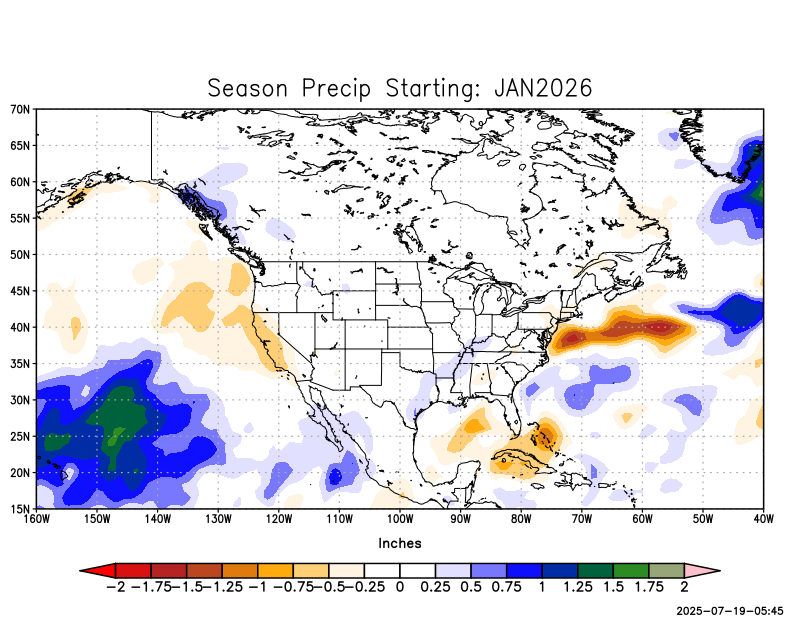 Season Precip Starting: JAN2026
70N
65N
60N
55N
50N
45N
40N
35N
30N
25N
20N
15N
160W 150W 140W 130W 120W 110W 100W 90W 80W 70W 60W 50W 40W
Inches
-2 -1.75 -1.5 -1.25 -1 -0.75 -0.5 -0.25 0 0.25 0.5 0.75 1 1.25 1.5 1.75 2
2025-07-19-05:45